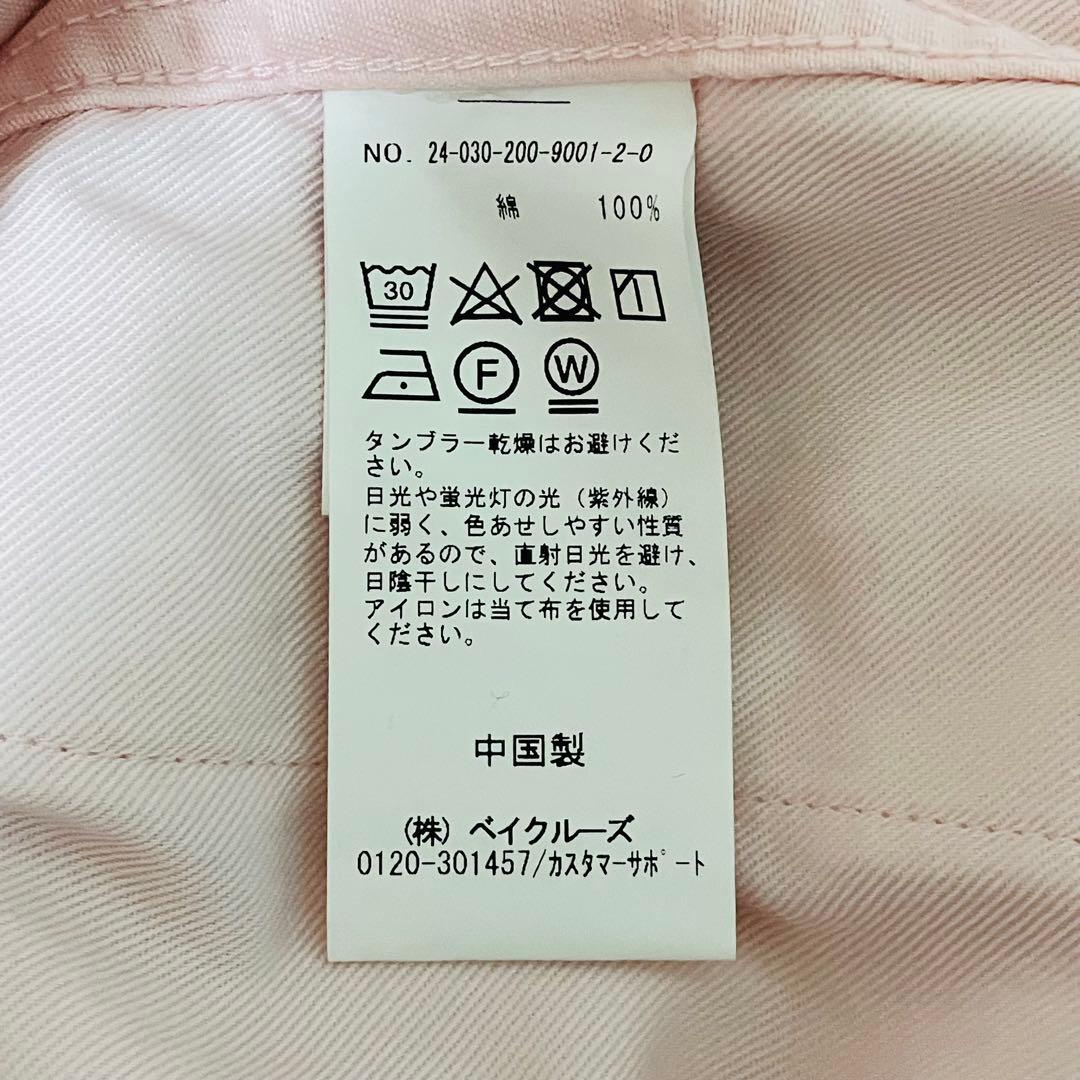 NO. 24-030-200-9001-2-0
綿 100%
30
F W
タンブラー乾燥はお避けくだ
さい。
日光や蛍光灯の光（紫外線）
に弱く、色あせしやすい性質
があるので、直射日光を避け、
日陰干しにしてください。
アイロンは当て布を使用して
ください。
中国製
(株) ベイクルーズ
0120-301457/ｶｽﾀﾏｰｻﾎﾟｰﾄ